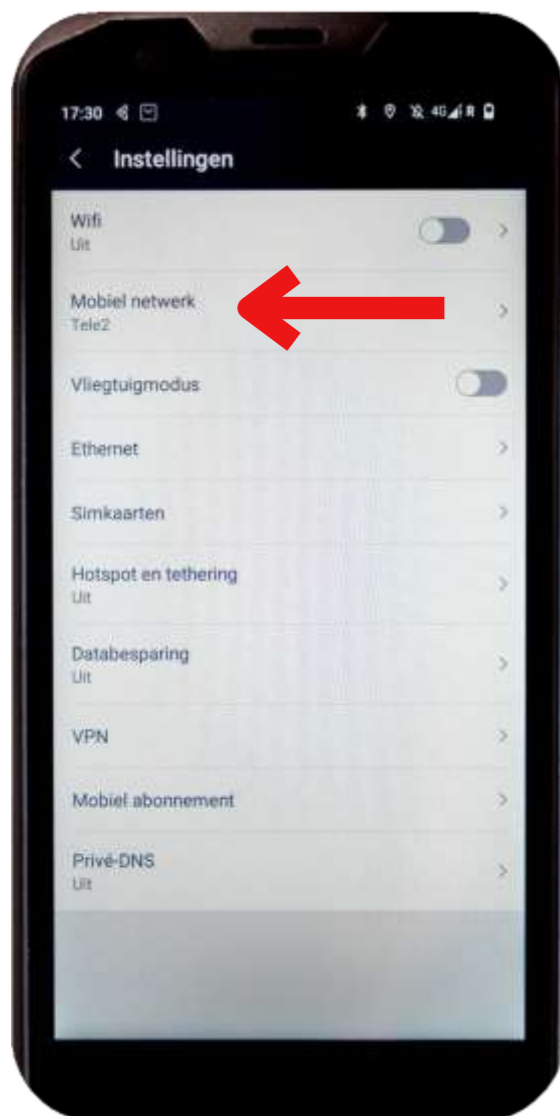 17:30
4G R
Instellingen
Wifi
Uit
Mobiel netwerk
Tele2
Vliegtuigmodus
Ethernet
Simkaarten
Hotspot en tethering
Uit
Databesparing
Uit
VPN
Mobiel abonnement
Privé-DNS
Uit